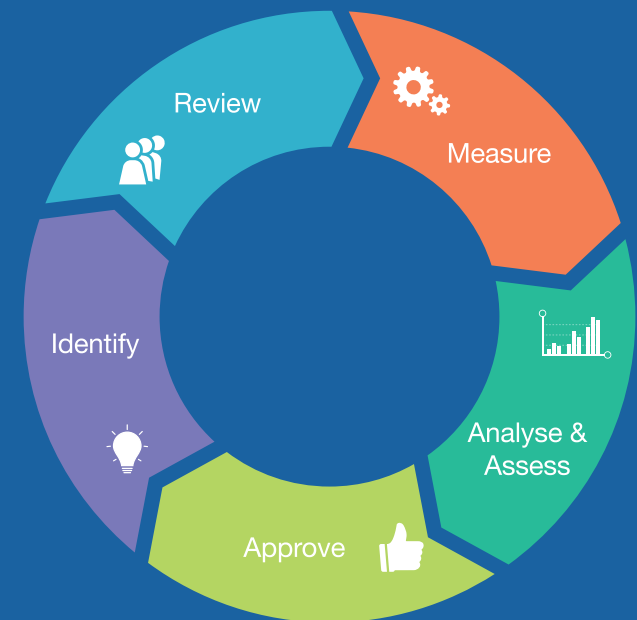 Review
Measure
Identify
Analyse &
Assess
Approve